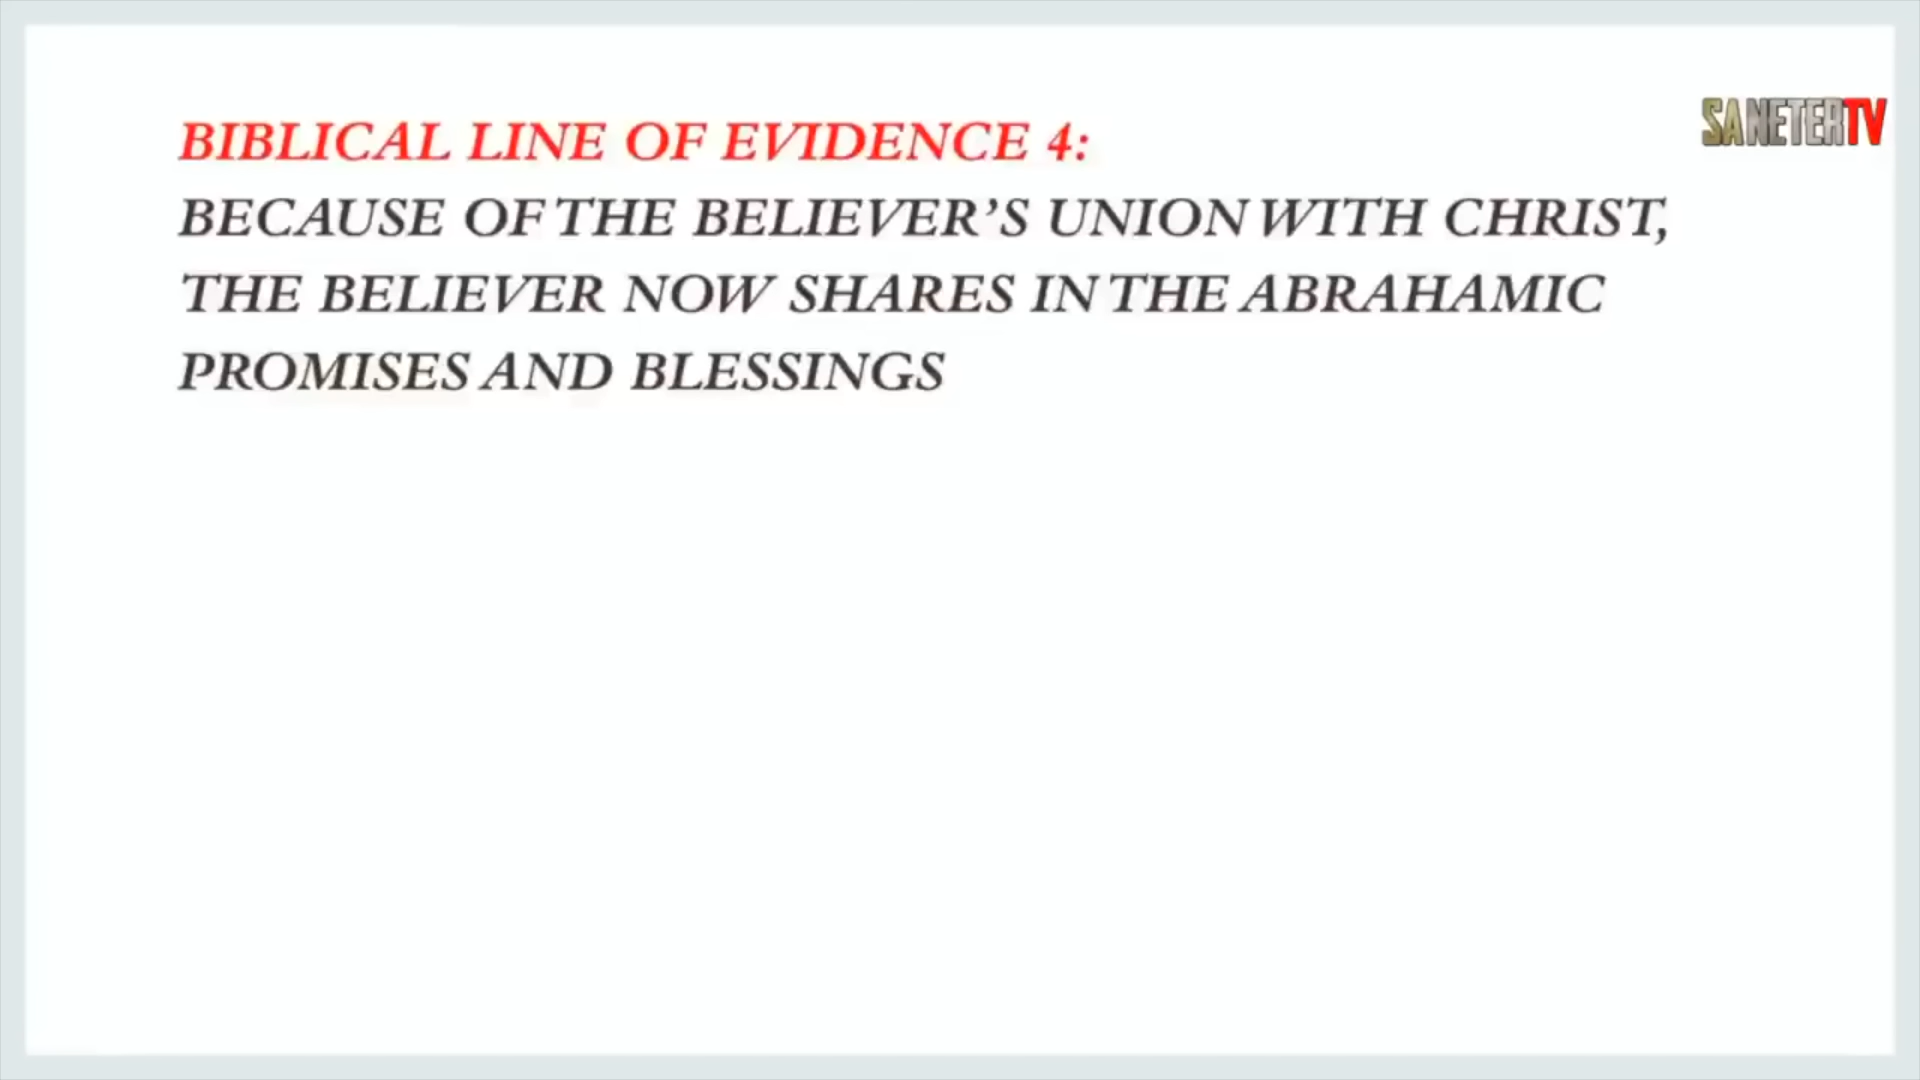 BIBLICAL LINE OF EVIDENCE 4:
BECAUSE OF THE BELIEVER’S UNION WITH CHRIST,
THE BELIEVER NOW SHARES IN THE ABRAHAMIC
PROMISES AND BLESSINGS
SANETERTV